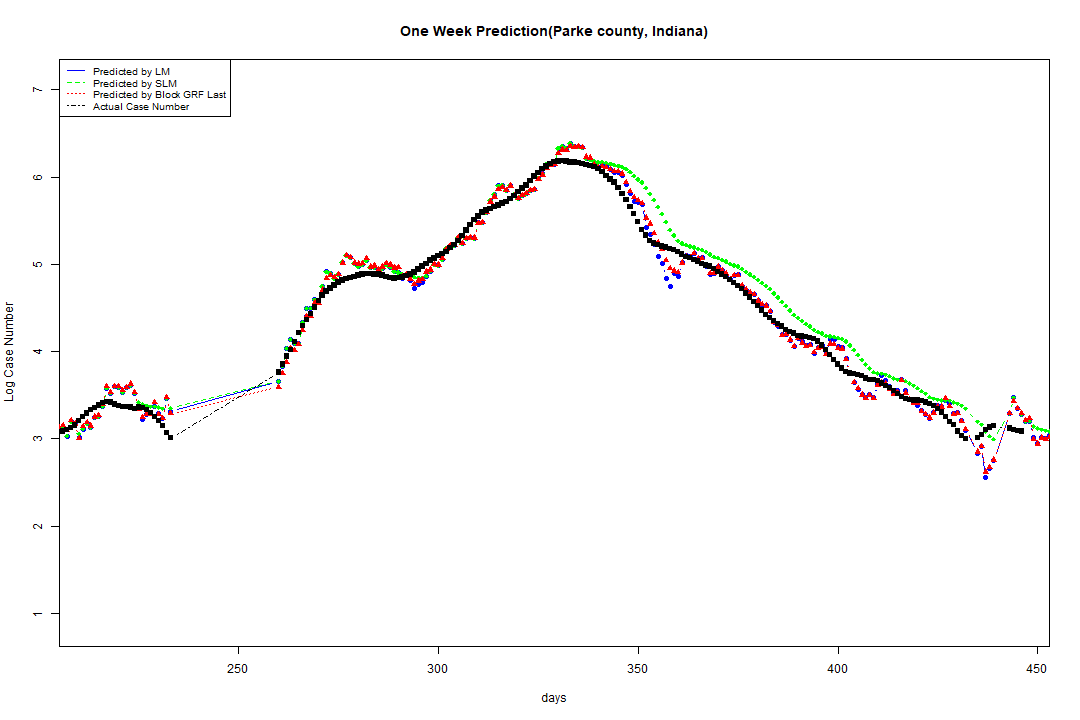 One Week Prediction(Parke county, Indiana)
Predicted by LM
Predicted by SLM
Predicted by Block GRF Last
Actual Case Number
7
6
5
4
3
2
1
Log Case Number
250
300
350
400
450
days